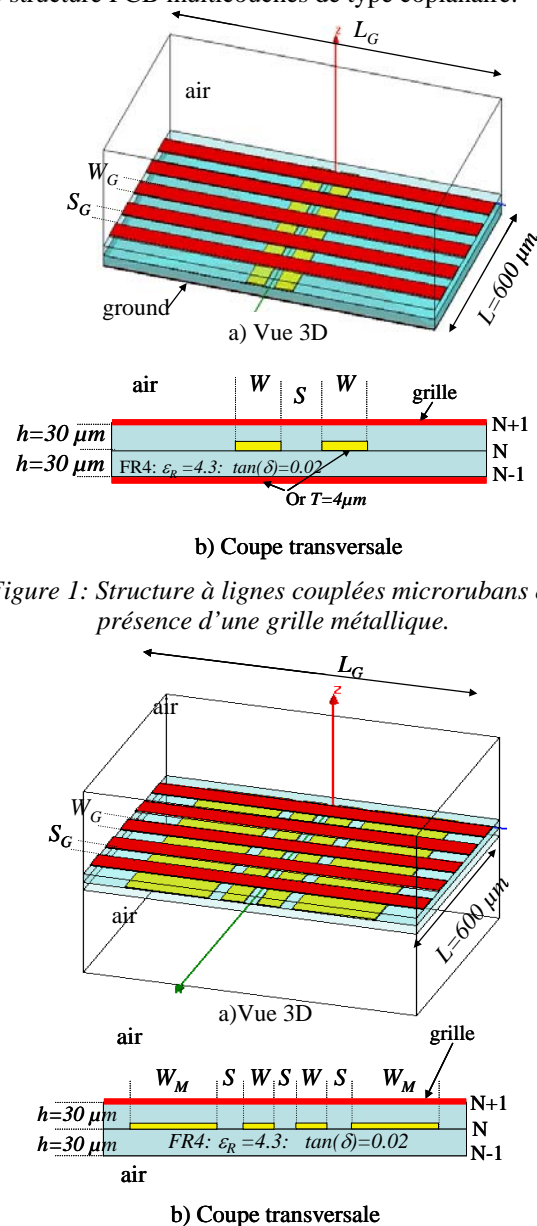 structure PCB multicouches de type coplanaire.
L_G
air
W_G
S_G
L=600 µm
ground
z
a) Vue 3D
air
W
S
W
grille
h=30 µm
h=30 µm
N+1
N
N-1
FR4: ε_R =4.3: tan(δ)=0.02
Or T=4µm
b) Coupe transversale
igure 1: Structure à lignes couplées microrubans
présence d'une grille métallique.
L_G
air
z
W_G
S_G
air
L=600 µm
a)Vue 3D
air
grille
W_M
S
W
S
W
S
W_M
h=30 µm
h=30 µm
N+1
N
N-1
FR4: ε_R =4.3: tan(δ)=0.02
air
b) Coupe transversale